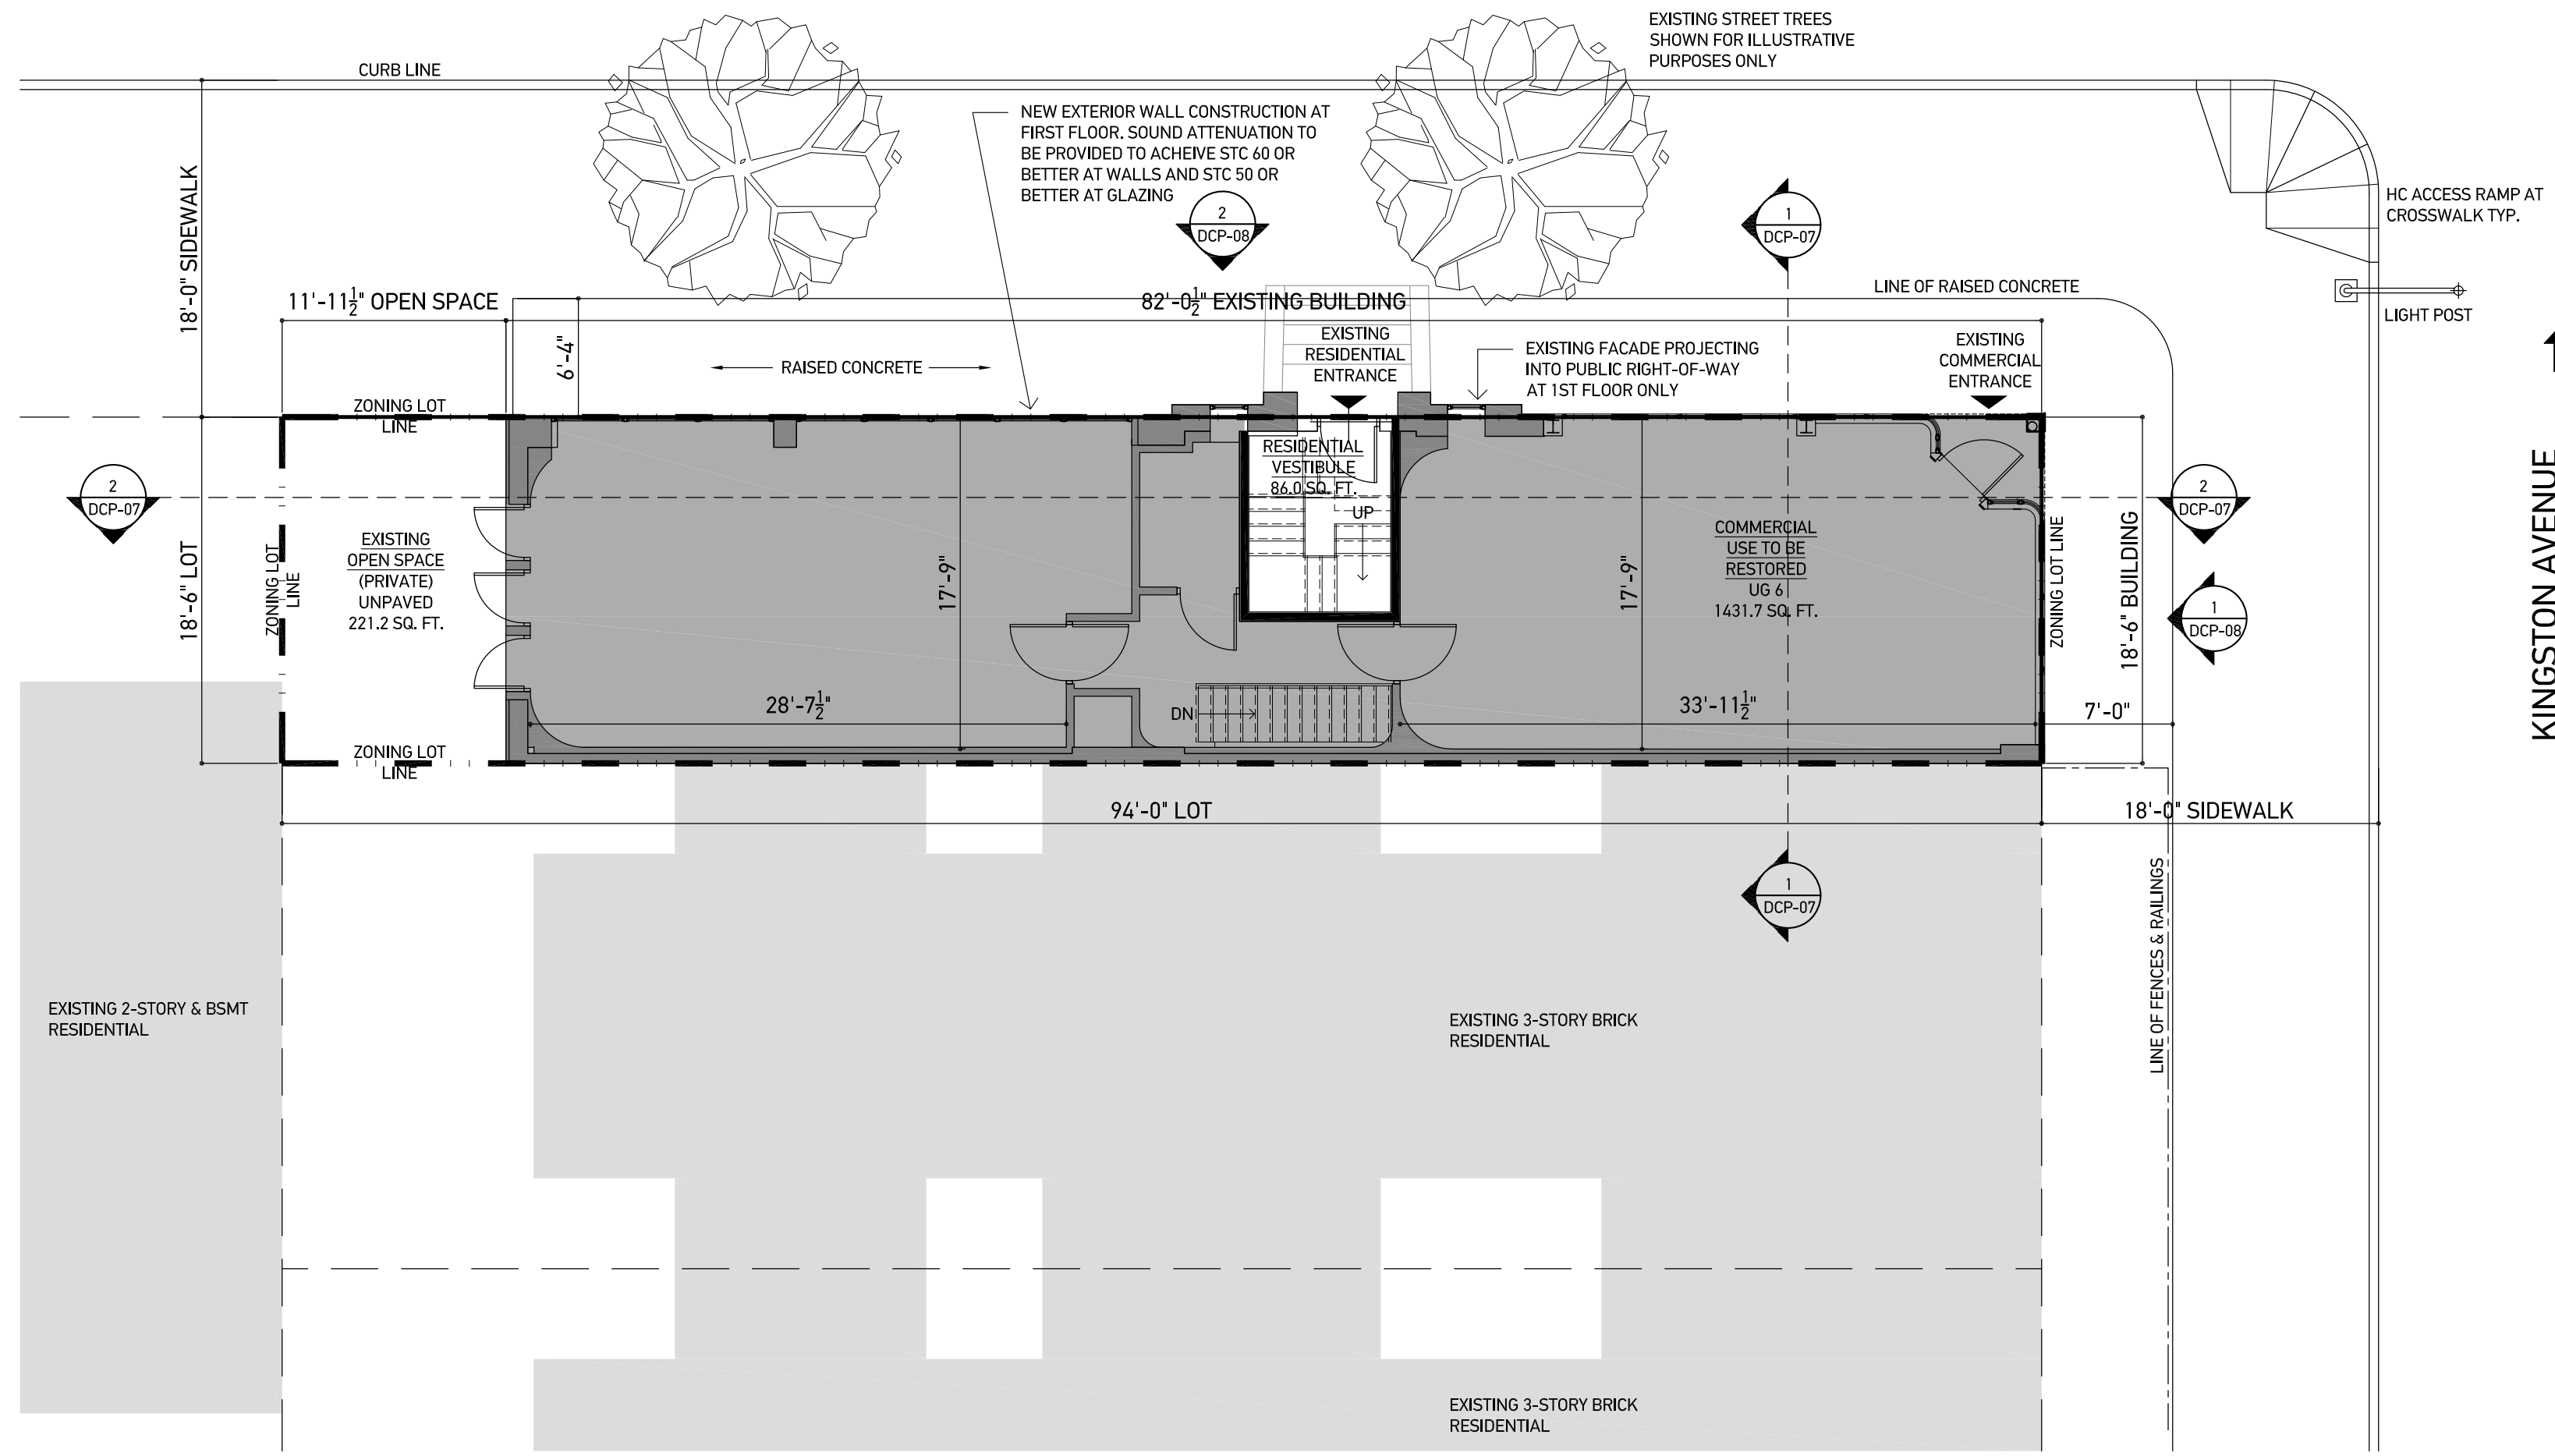 EXISTING STREET TREES
SHOWN FOR ILLUSTRATIVE
PURPOSES ONLY
CURB LINE
NEW EXTERIOR WALL CONSTRUCTION AT
FIRST FLOOR. SOUND ATTENUATION TO
BE PROVIDED TO ACHEIVE STC 60 OR
BETTER AT WALLS AND STC 50 OR
BETTER AT GLAZING
18'-0" SIDEWALK
2
DCP-08
1
DCP-07
HC ACCESS RAMP AT
CROSSWALK TYP.
LINE OF RAISED CONCRETE
LIGHT POST
11'-11½" OPEN SPACE
82'-0½" EXISTING BUILDING
6'-4"
RAISED CONCRETE
EXISTING
RESIDENTIAL
ENTRANCE
EXISTING FACADE PROJECTING
INTO PUBLIC RIGHT-OF-WAY
AT 1ST FLOOR ONLY
EXISTING
COMMERCIAL
ENTRANCE
ZONING LOT
LINE
2
DCP-07
18'-6" LOT
ZONING LOT
LINE
EXISTING
OPEN SPACE
(PRIVATE)
UNPAVED
221.2 SQ. FT.
17'-9"
RESIDENTIAL
VESTIBULE
86.0 SQ. FT.
UP
17'-9"
COMMERCIAL
USE TO BE
RESTORED
UG 6
1431.7 SQ. FT.
ZONING LOT LINE
18'-6" BUILDING
2
DCP-07
1
DCP-08
KINGSTON AVENUE
28'-7½"
DN
33'-11½"
7'-0"
ZONING LOT
LINE
94'-0" LOT
18'-0" SIDEWALK
1
DCP-07
LINE OF FENCES & RAILINGS
EXISTING 2-STORY & BSMT
RESIDENTIAL
EXISTING 3-STORY BRICK
RESIDENTIAL
EXISTING 3-STORY BRICK
RESIDENTIAL